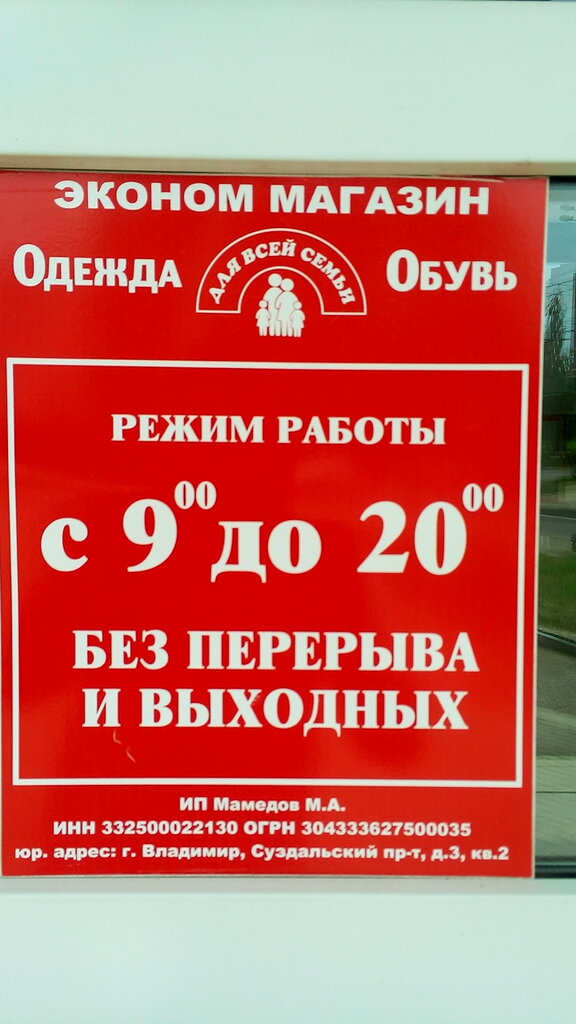 ЭКОНОМ МАГАЗИН
ОДЕЖДА
ДЛЯ ВСЕЙ СЕМЬИ
ОБУВЬ
РЕЖИМ РАБОТЫ
с 9⁰⁰ до 20⁰⁰
БЕЗ ПЕРЕРЫВА
И ВЫХОДНЫХ
ИП Мамедов М.А.
ИНН 332500022130 ОГРН 304333627500035
юр. адрес: г. Владимир, Суздальский пр-т, д.3, кв.2